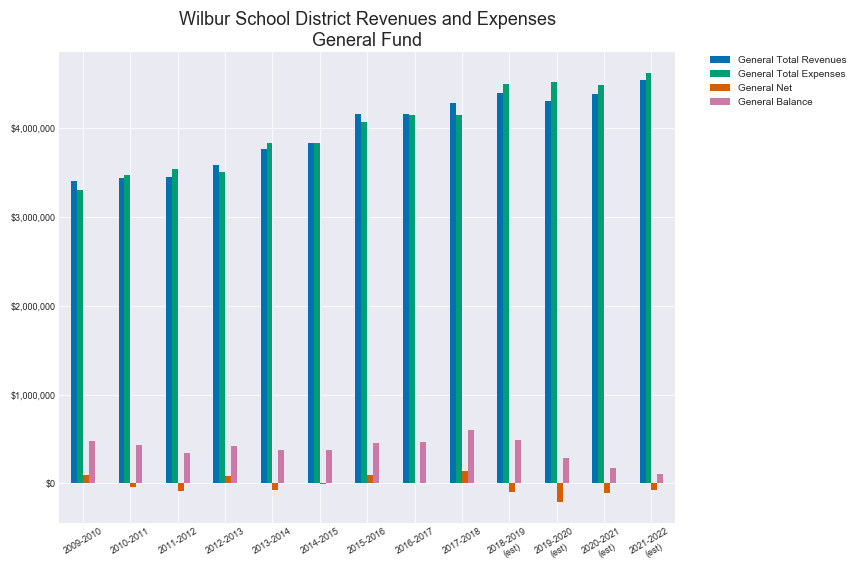 Wilbur School District Revenues and Expenses
General Fund
General Total Revenues
General Total Expenses
General Net
General Balance
$4,000,000
$3,000,000
$2,000,000
$1,000,000
$0
2009-2010
2010-2011
2011-2012
2012-2013
2013-2014
2014-2015
2015-2016
2016-2017
2017-2018
2018-2019
(est)
2019-2020
(est)
2020-2021
(est)
2021-2022
(est)